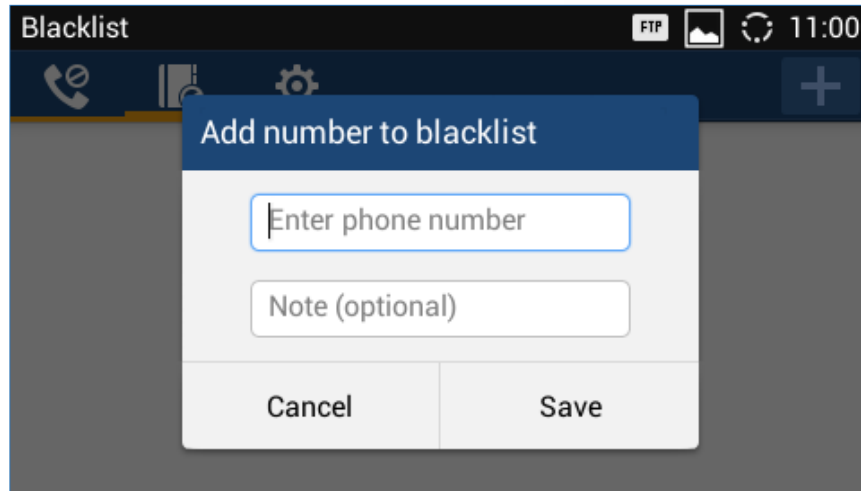 Blacklist
FTP
11:00
Add number to blacklist
Enter phone number
Note (optional)
Cancel
Save